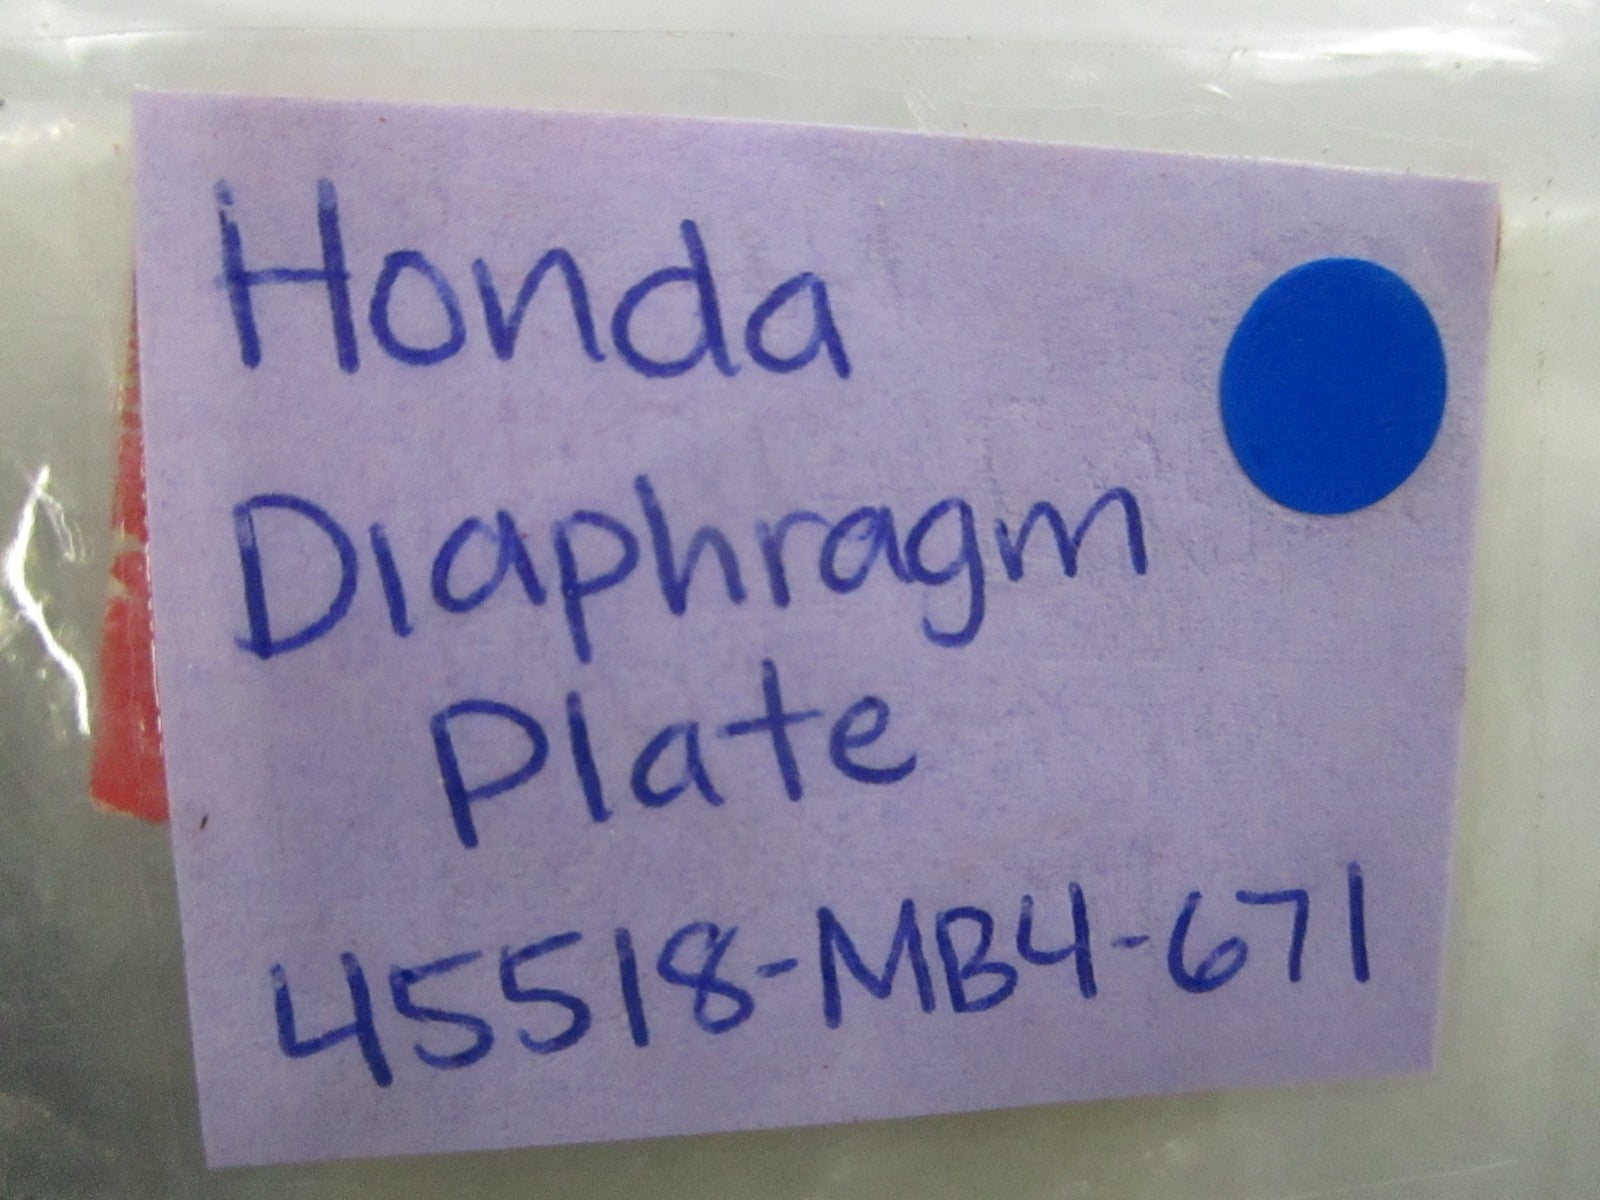 Honda
Diaphragm
Plate
45518-MB4-671